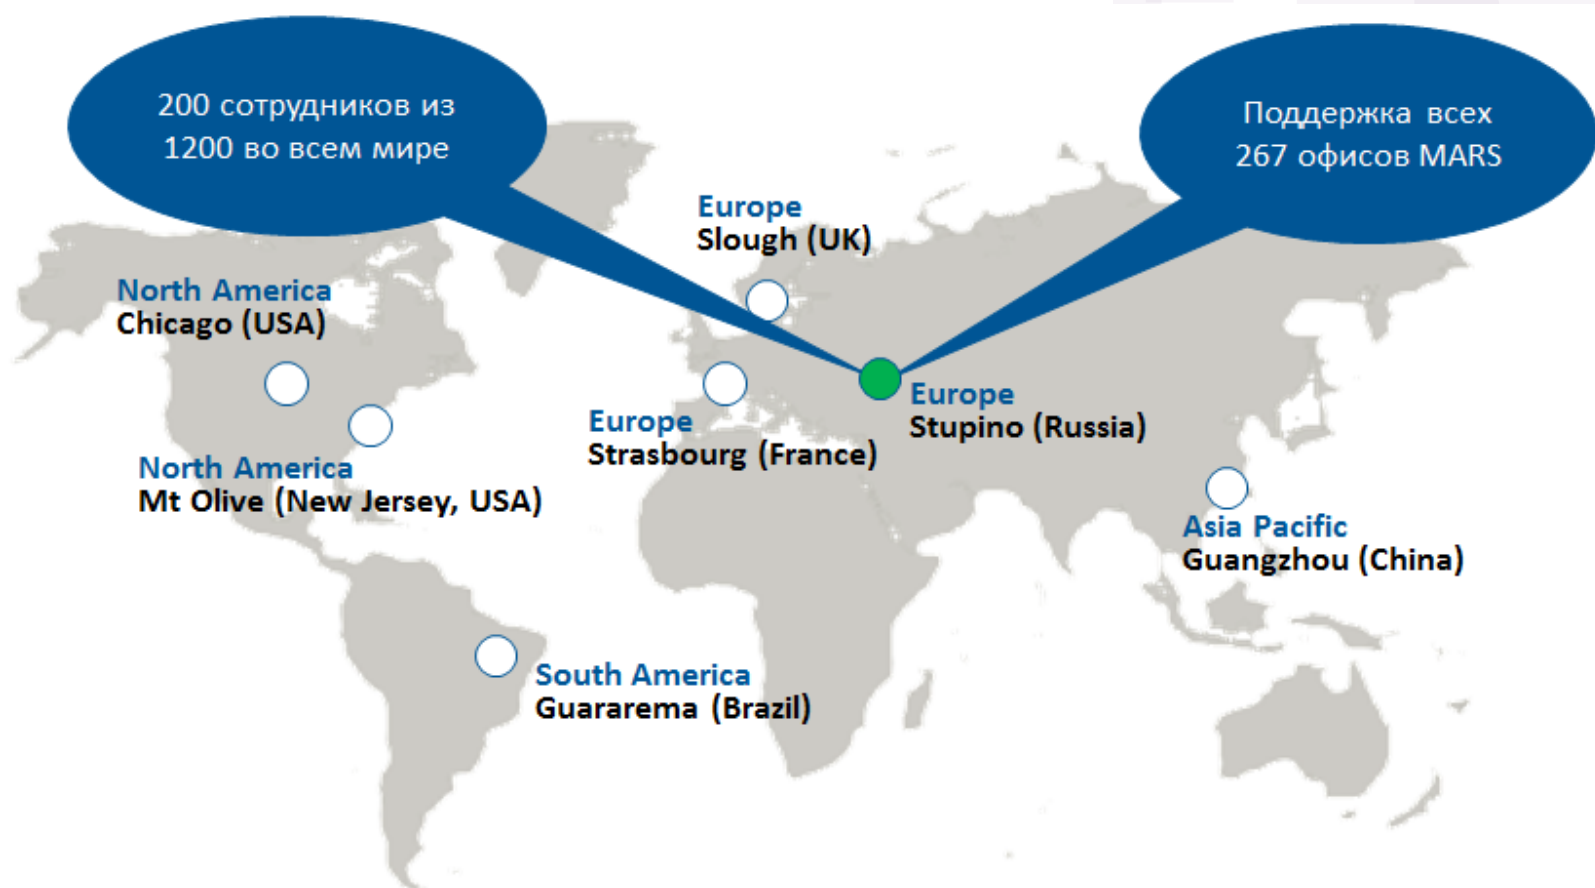 200 сотрудников из
1200 во всем мире
Поддержка всех
267 офисов MARS
Europe
Slough (UK)
North America
Chicago (USA)
Europe
Stupino (Russia)
Europe
Strasbourg (France)
North America
Mt Olive (New Jersey, USA)
Asia Pacific
Guangzhou (China)
South America
Guararema (Brazil)